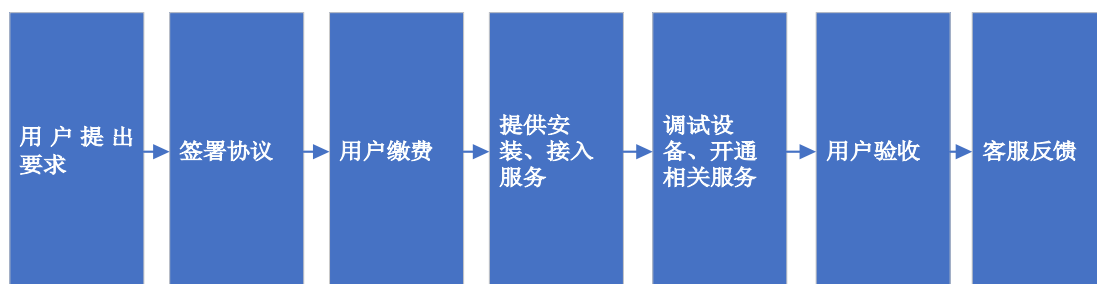 用户提出
要求
签署协议
用户缴费
提供安
装、接入
服务
调试设
备、开通
相关服务
用户验收
客服反馈